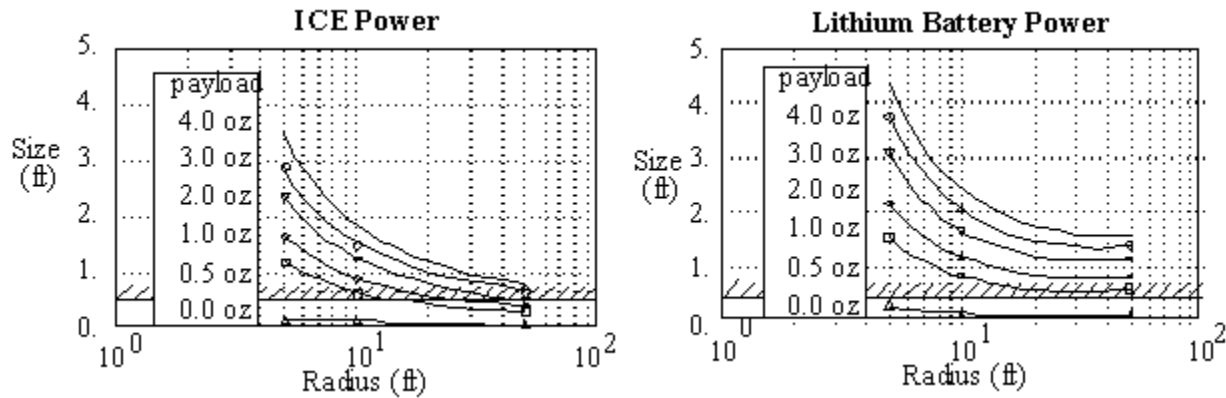 ICE Power
5.
4.
3.
2.
1.
0.
Size
(ft)
payload
4.0 oz
3.0 oz
2.0 oz
1.0 oz
0.5 oz
0.0 oz
10^0
10^1
10^2
Radius (ft)
Lithium Battery Power
5.
4.
3.
2.
1.
0.
Size
(ft)
payload
4.0 oz
3.0 oz
2.0 oz
1.0 oz
0.5 oz
0.0 oz
10^0
10^1
10^2
Radius (ft)